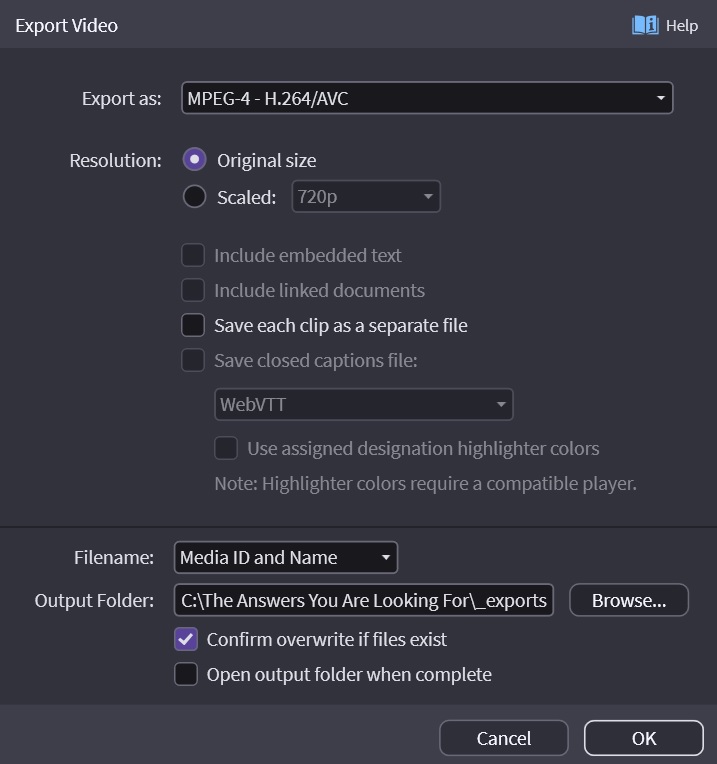 Export Video
Help
Export as: MPEG-4 - H.264/AVC
Resolution: Original size
Scaled: 720p
Include embedded text
Include linked documents
Save each clip as a separate file
Save closed captions file:
WebVTT
Use assigned designation highlighter colors
Note: Highlighter colors require a compatible player.
Filename: Media ID and Name
Output Folder: C:\The Answers You Are Looking For\_exports Browse...
Confirm overwrite if files exist
Open output folder when complete
Cancel OK